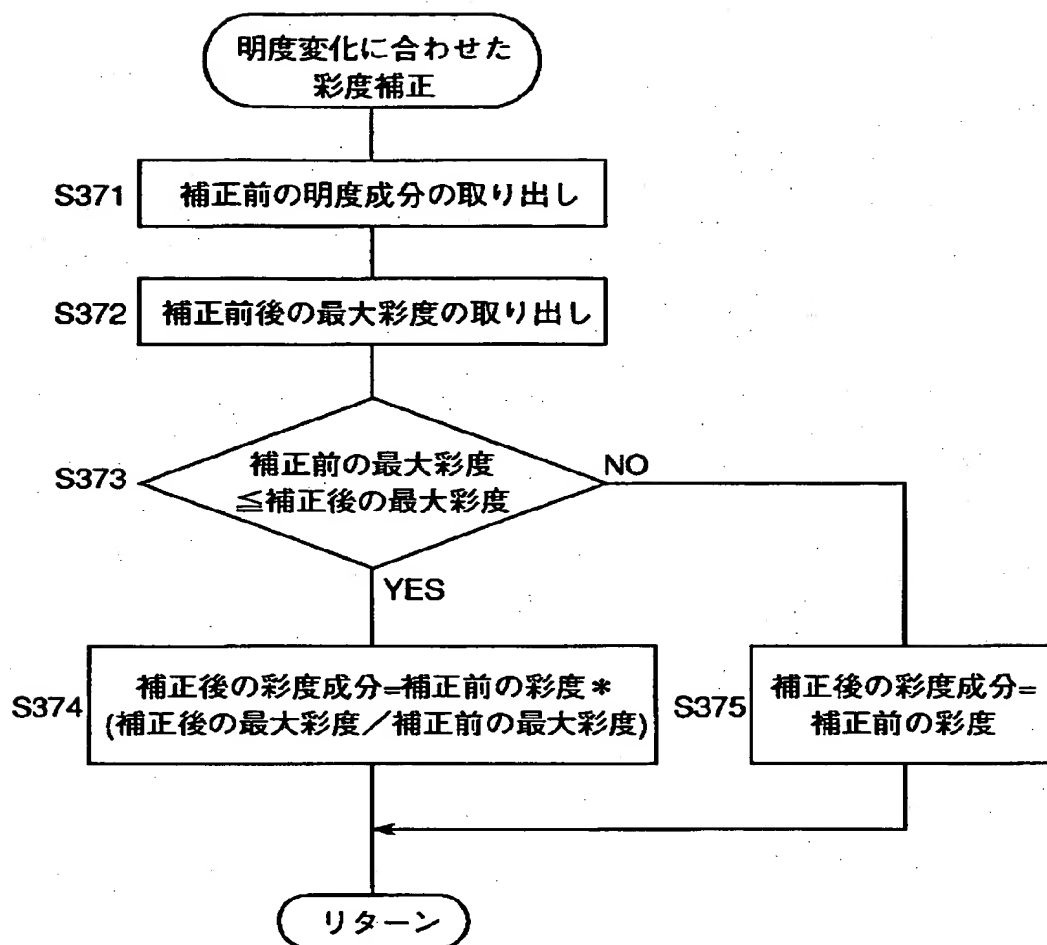 明度変化に合わせた
彩度補正
S371
補正前の明度成分の取り出し
S372
補正前後の最大彩度の取り出し
S373
補正前の最大彩度
≦補正後の最大彩度
NO
YES
S374
補正後の彩度成分=補正前の彩度*
(補正後の最大彩度/補正前の最大彩度)
S375
補正後の彩度成分=
補正前の彩度
リターン